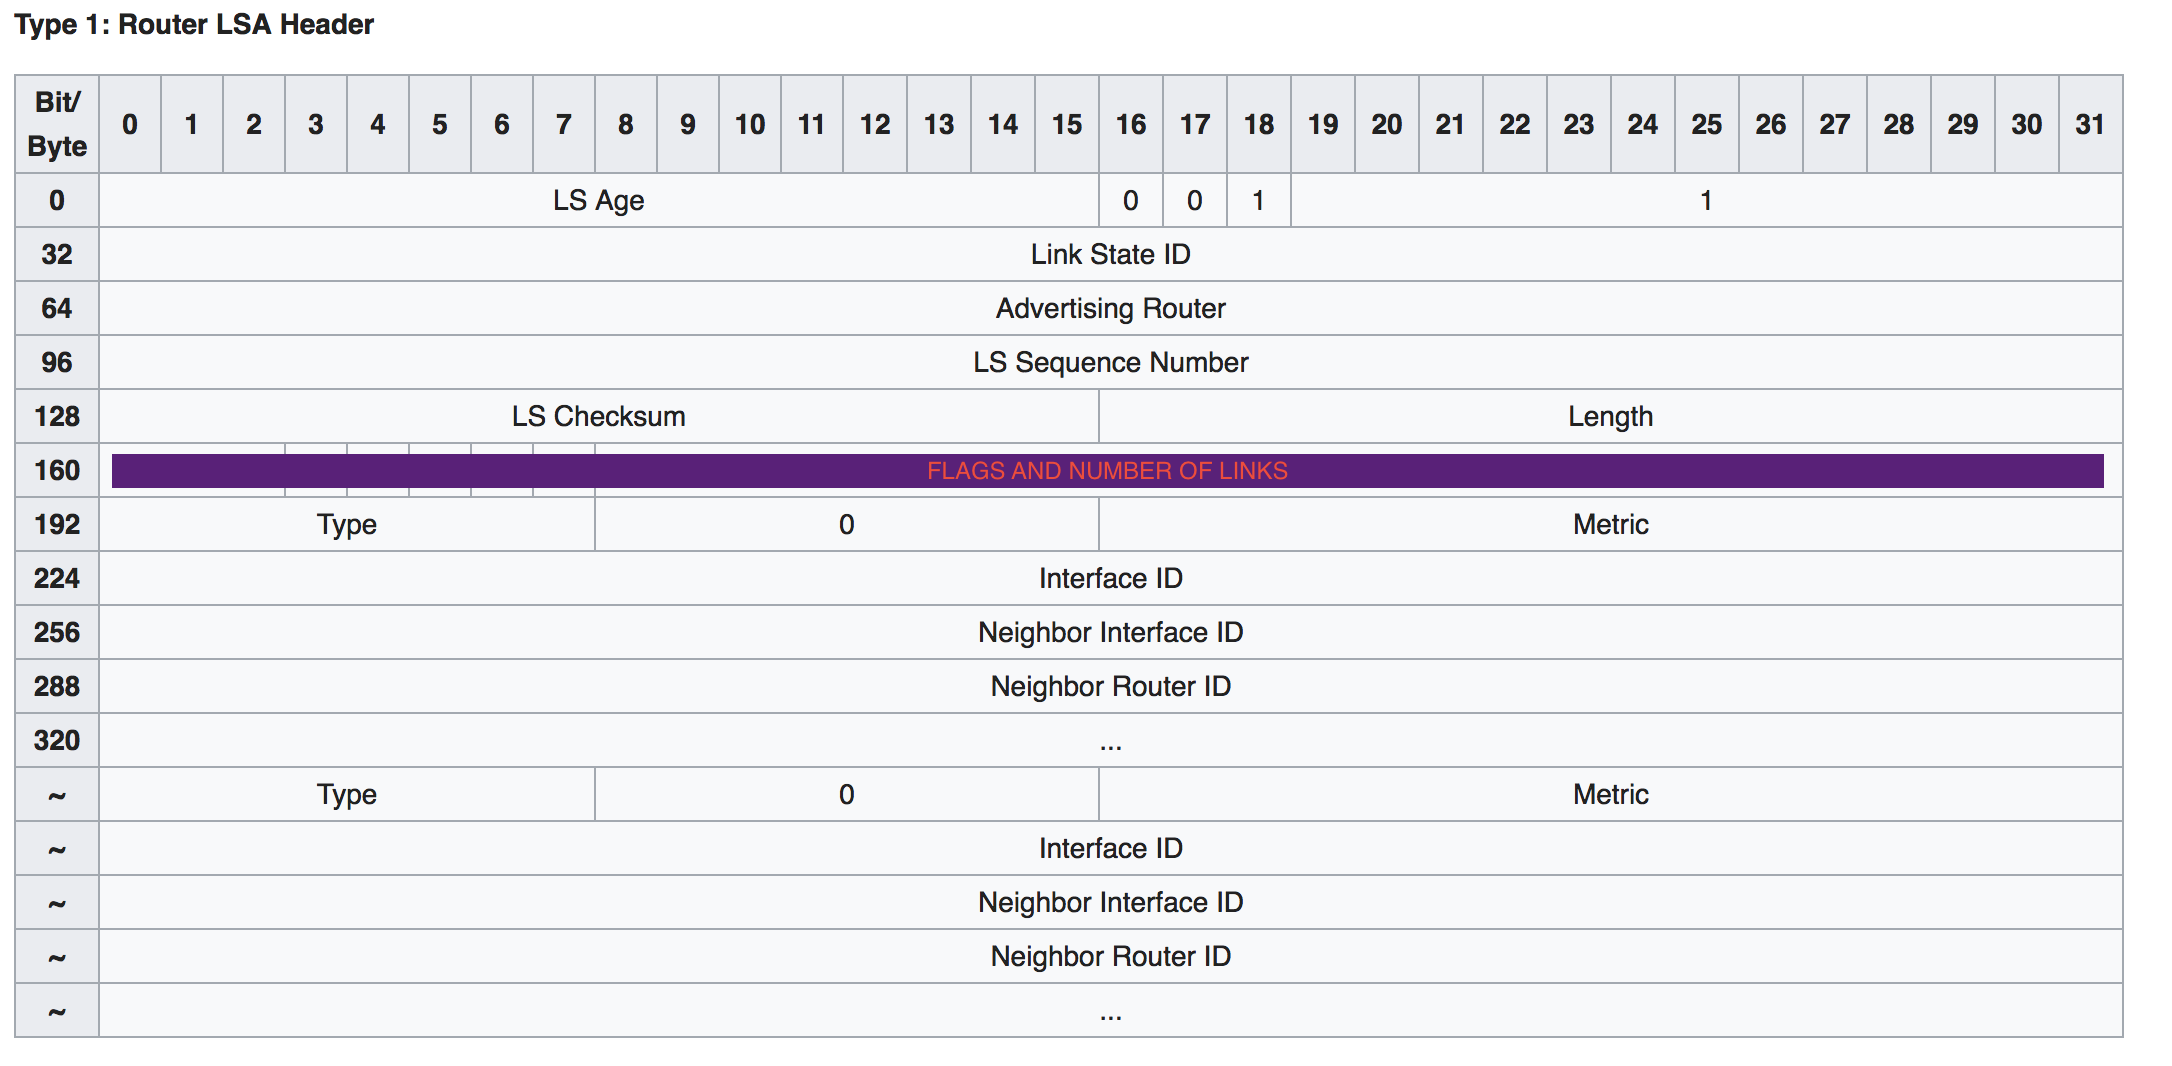 Type 1: Router LSA Header
Bit/
Byte 0 1 2 3 4 5 6 7 8 9 10 11 12 13 14 15 16 17 18 19 20 21 22 23 24 25 26 27 28 29 30 31
0 LS Age 0 0 1 1
32 Link State ID
64 Advertising Router
96 LS Sequence Number
128 LS Checksum Length
160 FLAGS AND NUMBER OF LINKS
192 Type 0 Metric
224 Interface ID
256 Neighbor Interface ID
288 Neighbor Router ID
320 ...
~ Type 0 Metric
~ Interface ID
~ Neighbor Interface ID
~ Neighbor Router ID
~ ...